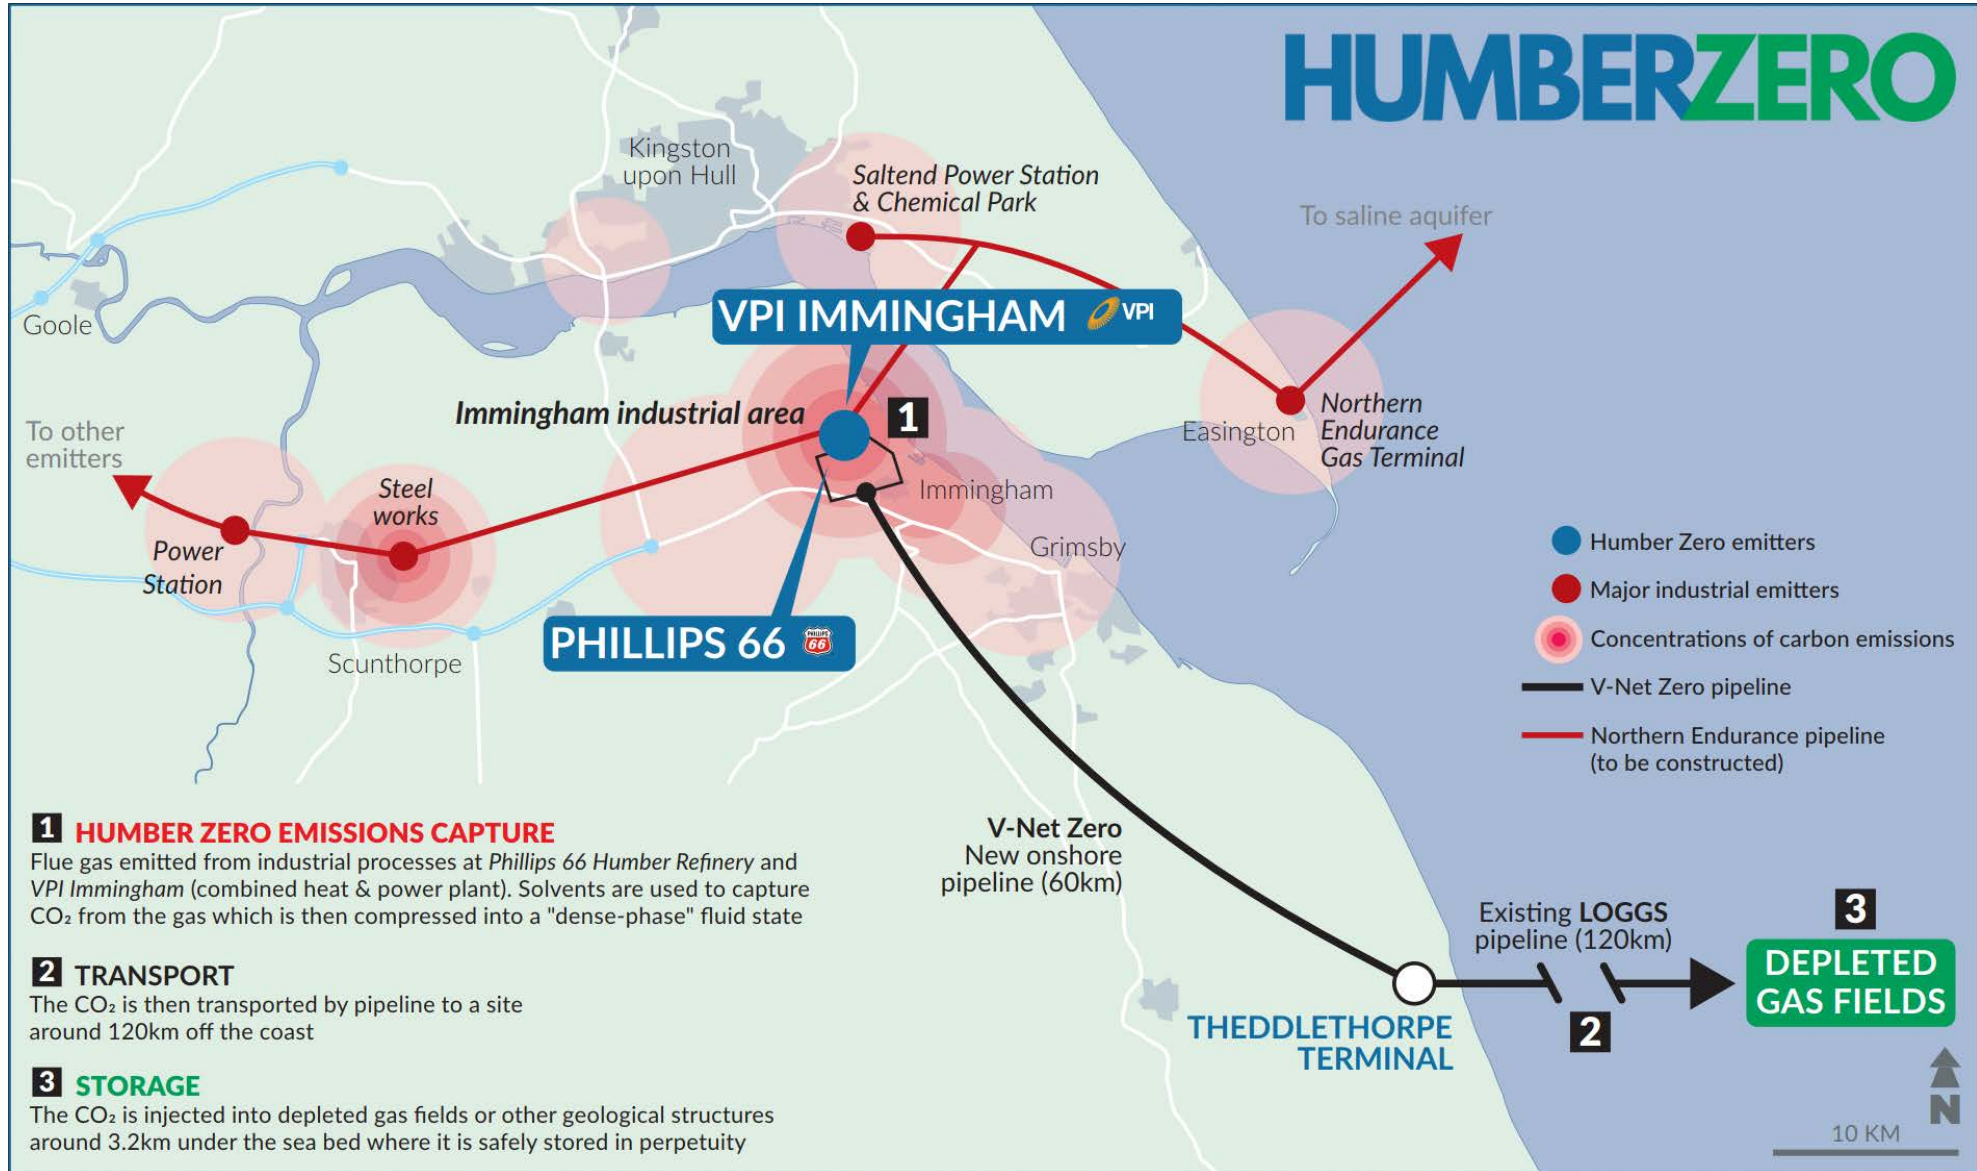 HUMBERZERO
Kingston
upon Hull
Saltend Power Station
& Chemical Park
To saline aquifer
VPI IMMINGHAM VPI
Goole
Immingham industrial area
1
To other
emitters
Northern
Endurance
Gas Terminal
Easington
Steel
works
Immingham
Power
Station
Grimsby
Scunthorpe
PHILLIPS 66 PHILLIPS 66
Humber Zero emitters
Major industrial emitters
Concentrations of carbon emissions
V-Net Zero pipeline
Northern Endurance pipeline
(to be constructed)
V-Net Zero
New onshore
pipeline (60km)
Existing LOGGS
pipeline (120km)
3
DEPLETED
GAS FIELDS
2
THEDDLETHORPE
TERMINAL
N
10 KM
1 HUMBER ZERO EMISSIONS CAPTURE
Flue gas emitted from industrial processes at Phillips 66 Humber Refinery and
VPI Immingham (combined heat & power plant). Solvents are used to capture
CO₂ from the gas which is then compressed into a "dense-phase" fluid state
2 TRANSPORT
The CO₂ is then transported by pipeline to a site
around 120km off the coast
3 STORAGE
The CO₂ is injected into depleted gas fields or other geological structures
around 3.2km under the sea bed where it is safely stored in perpetuity